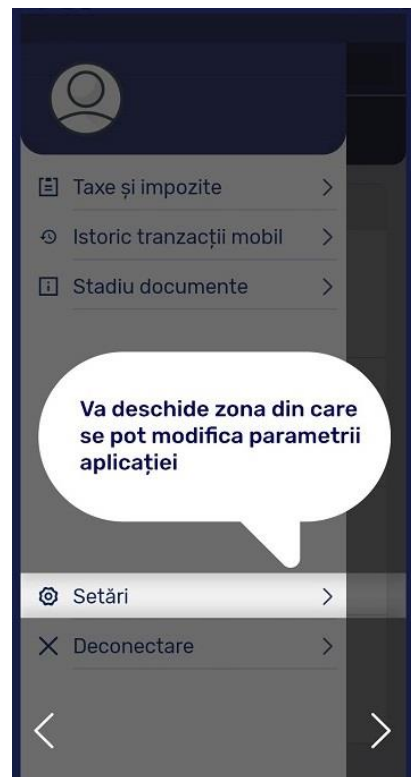 Taxe și impozite
Istoric tranzacții mobil
Stadiu documente
Va deschide zona din care
se pot modifica parametrii
aplicației
Setări
Deconectare